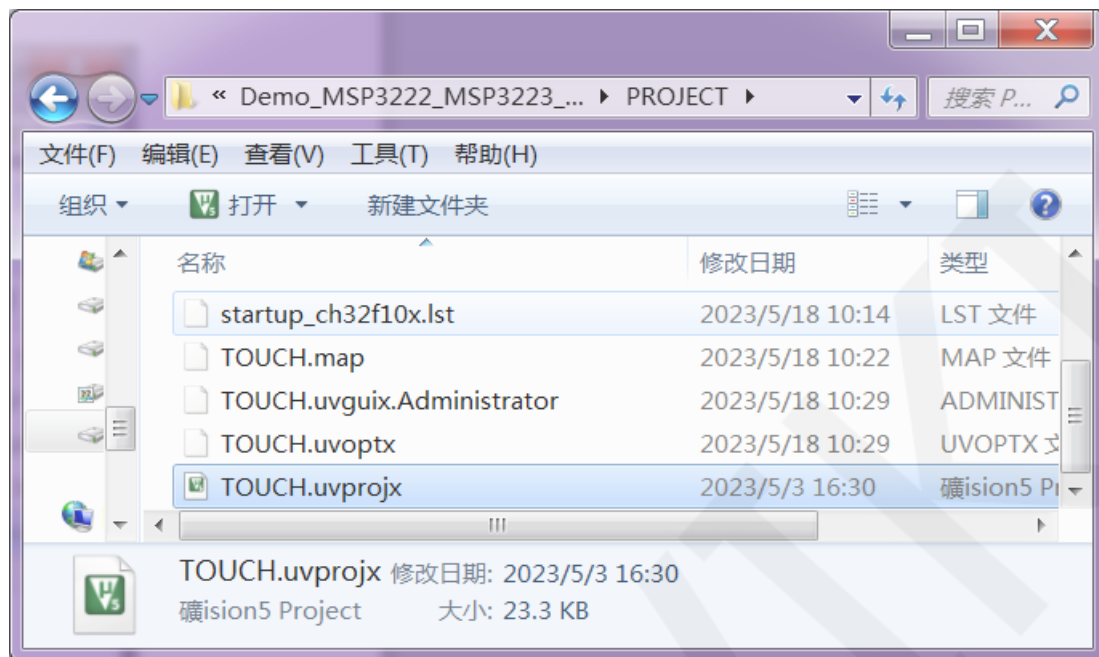 « Demo_MSP3222_MSP3223_... PROJECT 搜索 P...
文件(F) 编辑(E) 查看(V) 工具(T) 帮助(H)
组织 打开 新建文件夹
名称 修改日期 类型
startup_ch32f10x.lst 2023/5/18 10:14 LST 文件
TOUCH.map 2023/5/18 10:22 MAP 文件
TOUCH.uvguix.Administrator 2023/5/18 10:29 ADMINIST
TOUCH.uvoptx 2023/5/18 10:29 UVOPTX
TOUCH.uvprojx 2023/5/3 16:30 礦ision5
TOUCH.uvprojx 修改日期: 2023/5/3 16:30
礦ision5 Project 大小: 23.3 KB